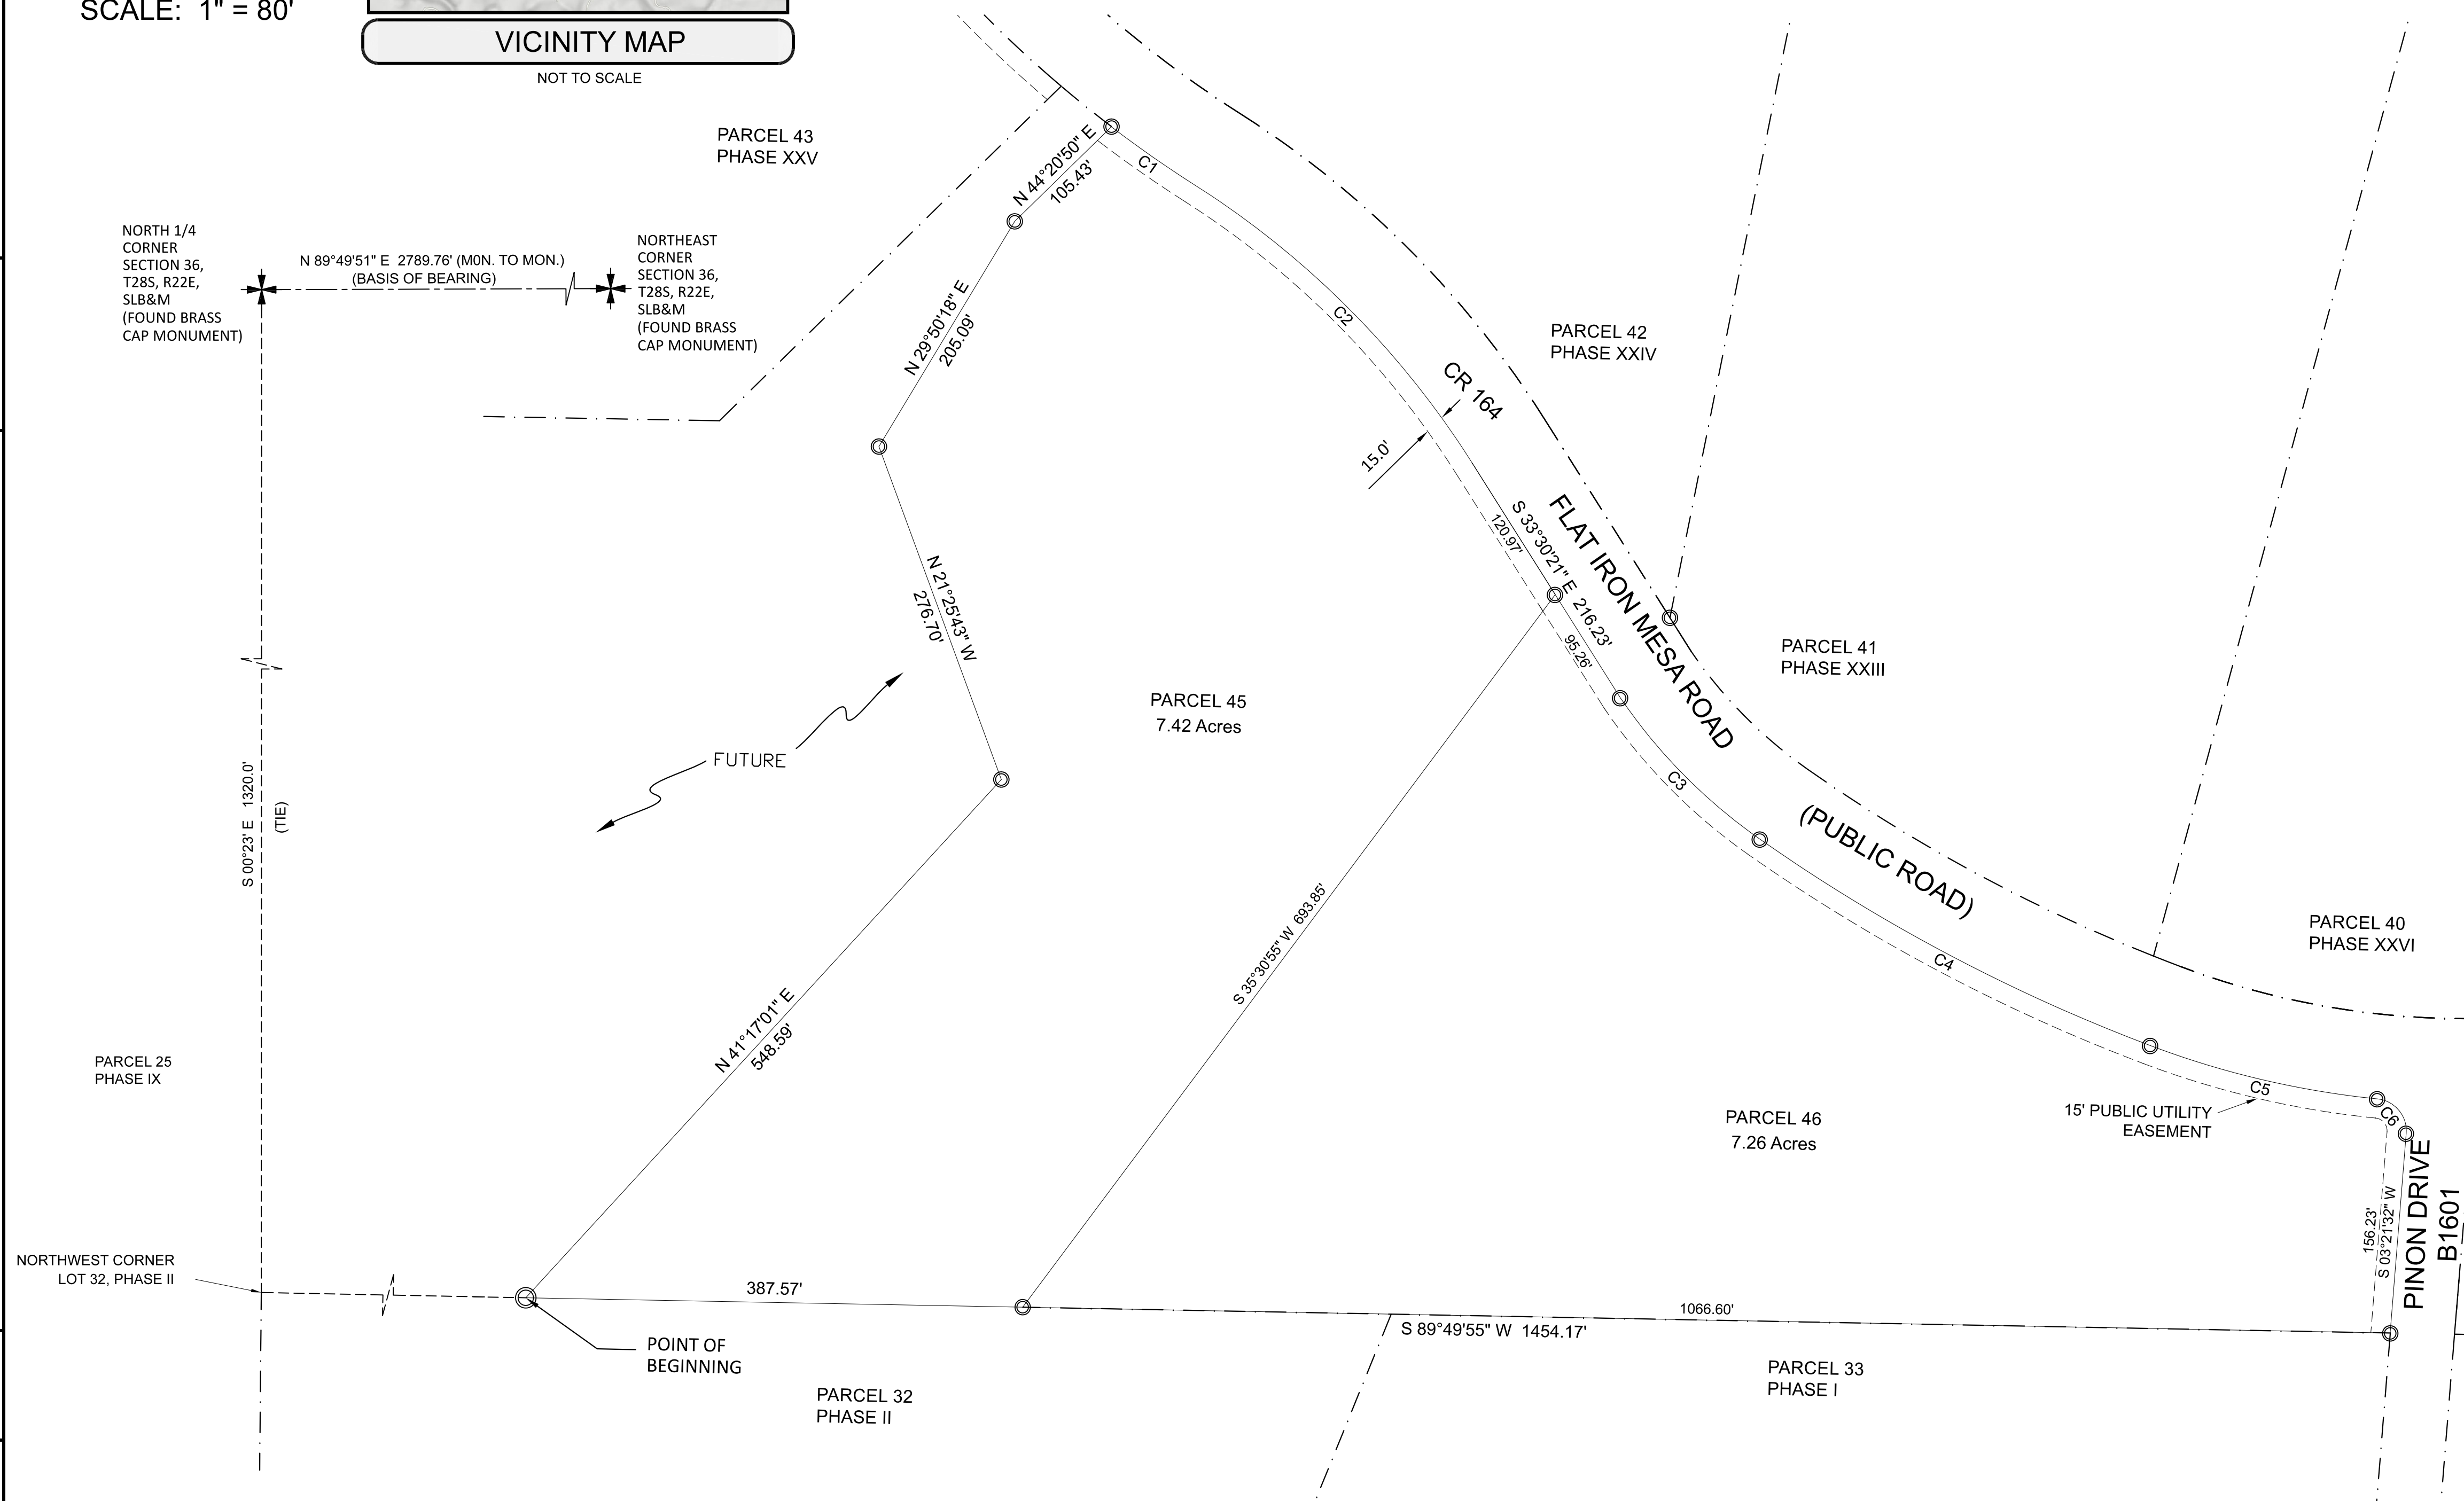 SCALE: 1" = 80'
VICINITY MAP
NOT TO SCALE
PARCEL 43
PHASE XXV
N 44°20'50" E
105.43'
C1
NORTH 1/4
CORNER
SECTION 36,
T28S, R22E,
SLB&M
(FOUND BRASS
CAP MONUMENT)
N 89°49'51" E 2789.76' (M0N. TO MON.)
(BASIS OF BEARING)
NORTHEAST
CORNER
SECTION 36,
T28S, R22E,
SLB&M
(FOUND BRASS
CAP MONUMENT)
N 29°50'18" E
205.09'
C2
PARCEL 42
PHASE XXIV
CR 164
15.0'
S 33°30'21" E 216.23'
120.97'
95.26'
FLAT IRON MESA ROAD
(PUBLIC ROAD)
N 21°25'43" W
276.70'
PARCEL 41
PHASE XXIII
PARCEL 45
7.42 Acres
FUTURE
C3
S 00°23' E 1320.0'
(TIE)
S 35°30'55" W 693.85'
C4
PARCEL 40
PHASE XXVI
N 41°17'01" E
548.59'
PARCEL 25
PHASE IX
C5
15' PUBLIC UTILITY
EASEMENT
C6
PARCEL 46
7.26 Acres
156.23'
S 03°21'32" W
PINON DRIVE
B1601
NORTHWEST CORNER
LOT 32, PHASE II
387.57'
1066.60'
S 89°49'55" W 1454.17'
POINT OF
BEGINNING
PARCEL 32
PHASE II
PARCEL 33
PHASE I